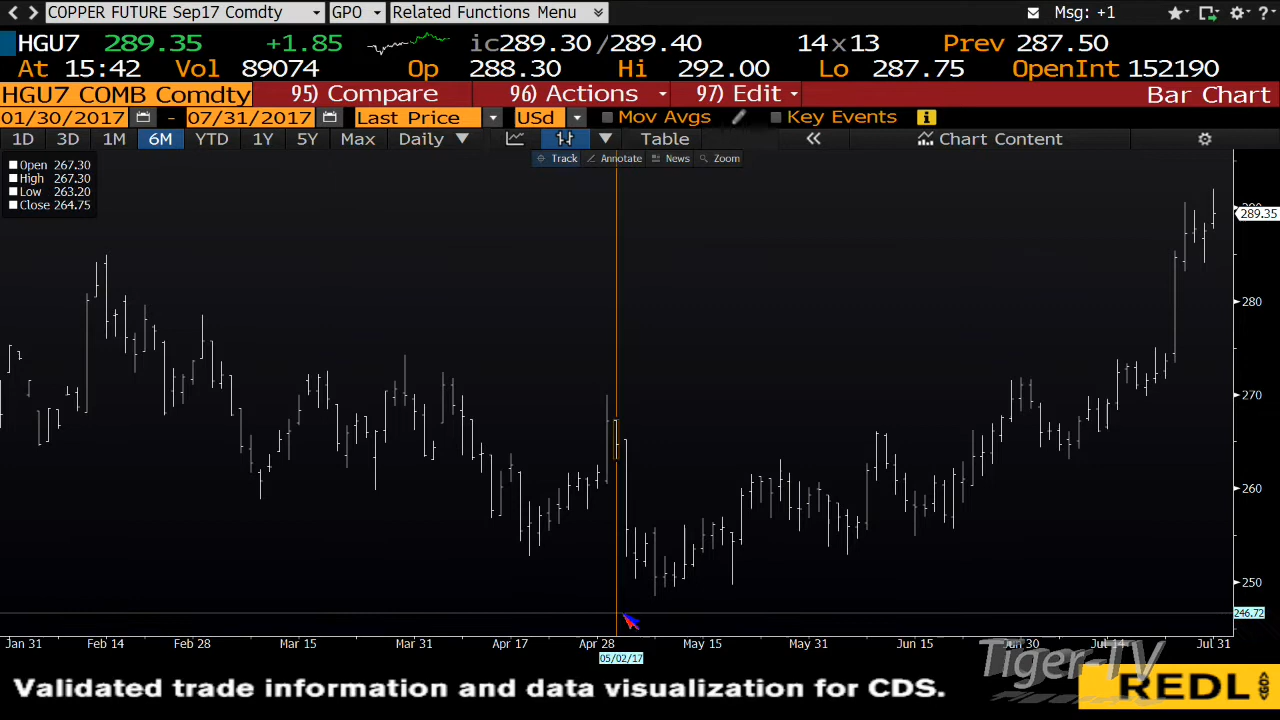 COPPER FUTURE Sep17 Comdty GPO Related Functions Menu Msg: +1
HGU7 289.35 +1.85 ic289.30/289.40 14x13 Prev 287.50
At 15:42 Vol 89074 Op 288.30 Hi 292.00 Lo 287.75 OpenInt 152190
HGU7 COMB Comdty 95) Compare 96) Actions 97) Edit Bar Chart
01/30/2017 - 07/31/2017 Last Price USd Mov Avgs Key Events
1D 3D 1M 6M YTD 1Y 5Y Max Daily Table Chart Content
Track Annotate News Zoom
Open 267.30
High 267.30
Low 263.20
Close 264.75
289.35
280
270
260
250
246.72
Jan 31 Feb 14 Feb 28 Mar 15 Mar 31 Apr 17 Apr 28 May 15 May 31 Jun 15 Jun 30 Jul 14 Jul 31
05/02/17
Tiger-TV
Validated trade information and data visualization for CDS.
REDL <GO>